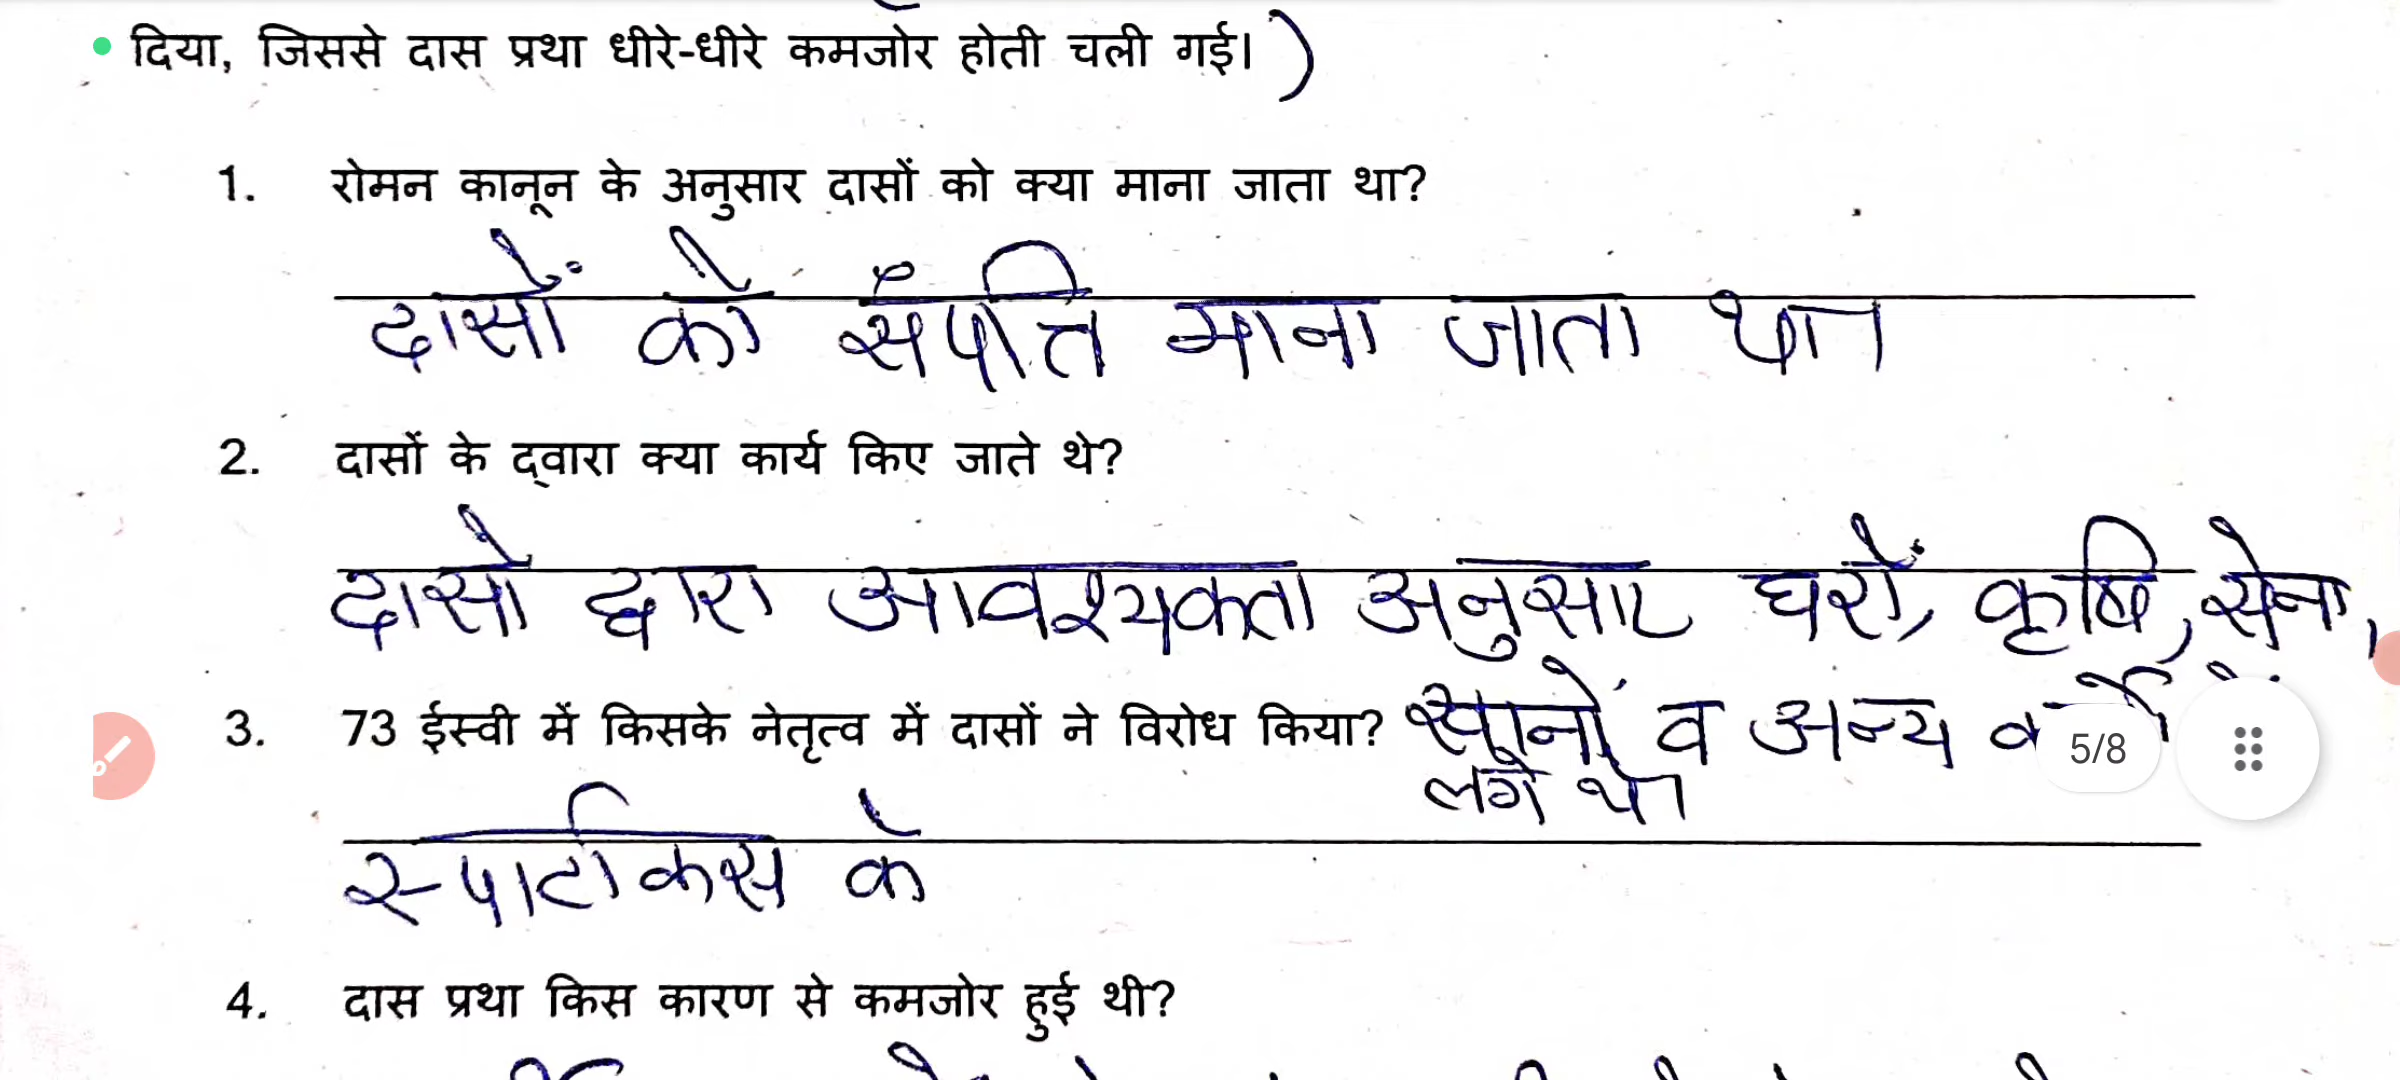 दिया, जिससे दास प्रथा धीरे-धीरे कमजोर होती चली गई।)
1. रोमन कानून के अनुसार दासों को क्या माना जाता था?
दासों को संपत्ति माना जाता था।
2. दासों के द्वारा क्या कार्य किए जाते थे?
दासो द्वारा आवश्यकता अनुसार घरों, कृषि, सेना,
3. 73 ईस्वी में किसके नेतृत्व में दासों ने विरोध किया?
खानों व अन्य
5/8
लगे थे।
स्पार्टाकस के
4. दास प्रथा किस कारण से कमजोर हुई थी?